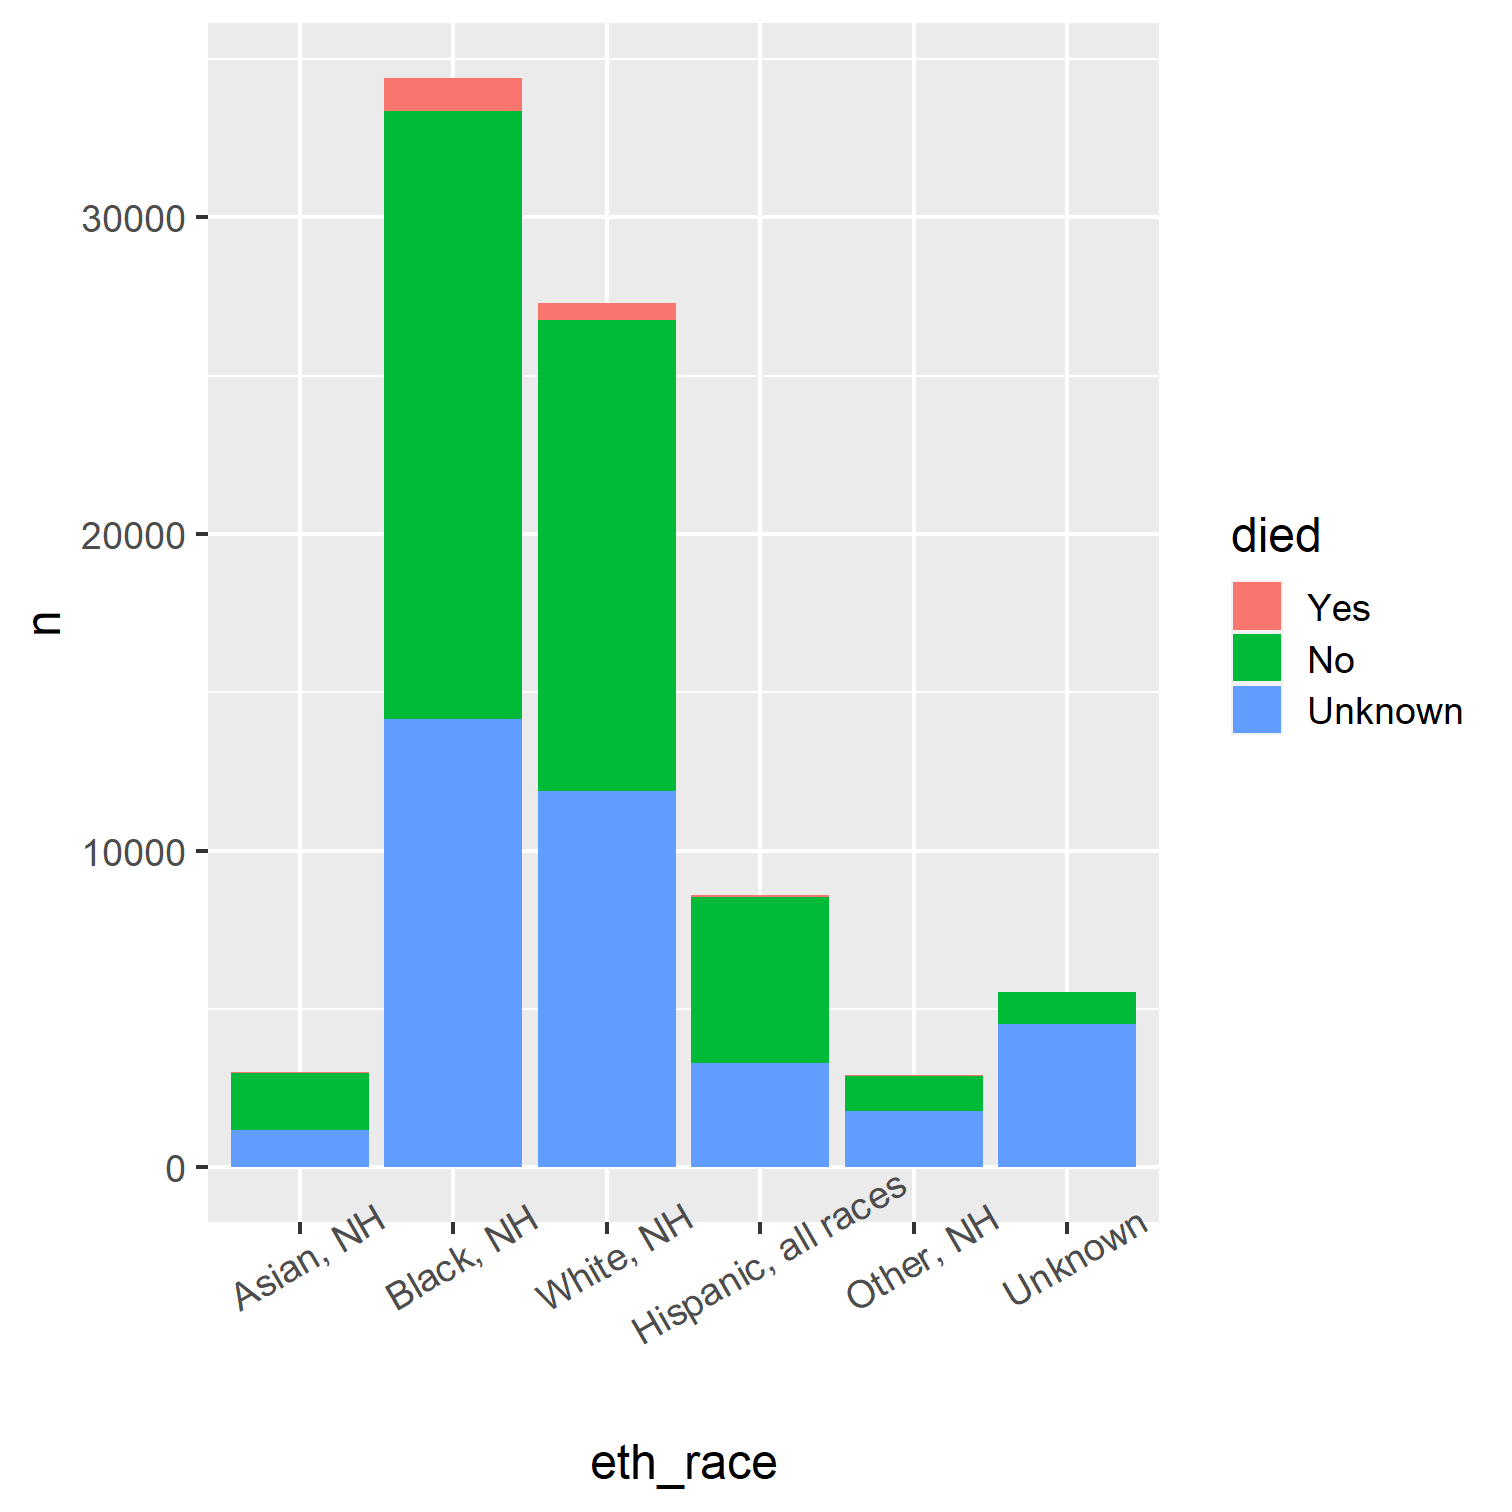 30000
20000
10000
0
n
Asian, NH
Black, NH
White, NH
Hispanic, all races
Other, NH
Unknown
eth_race
died
Yes
No
Unknown